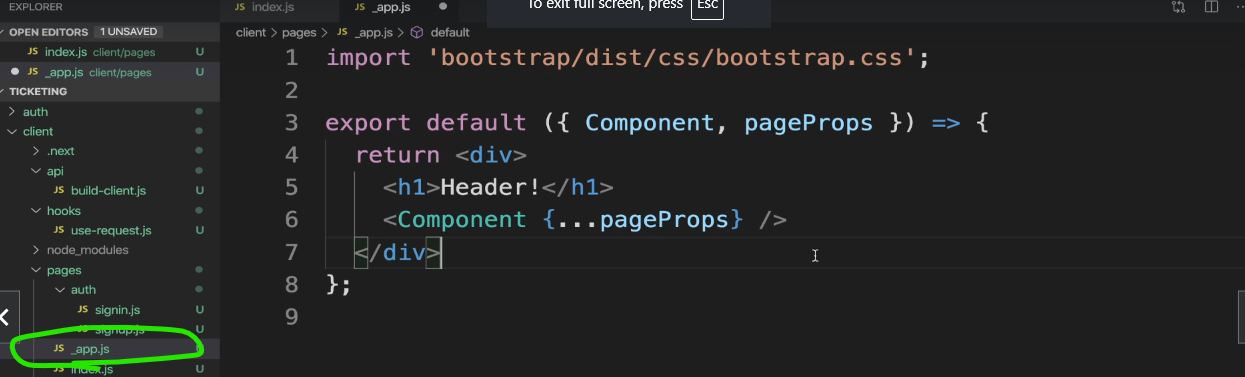 EXPLORER
OPEN EDITORS 1 UNSAVED
JS index.js client/pages U
JS _app.js client/pages U
TICKETING
auth
client
.next
api
JS build-client.js U
hooks
JS use-request.js U
node_modules
pages
auth
JS signin.js U
JS signup.js U
JS _app.js
JS index.js U
JS index.js
JS _app.js
To exit full screen, press Esc
client > pages > JS _app.js > default
1 import 'bootstrap/dist/css/bootstrap.css';
2
3 export default ({ Component, pageProps }) => {
4 return <div>
5 <h1>Header!</h1>
6 <Component {...pageProps} />
7 </div>
8 };
9